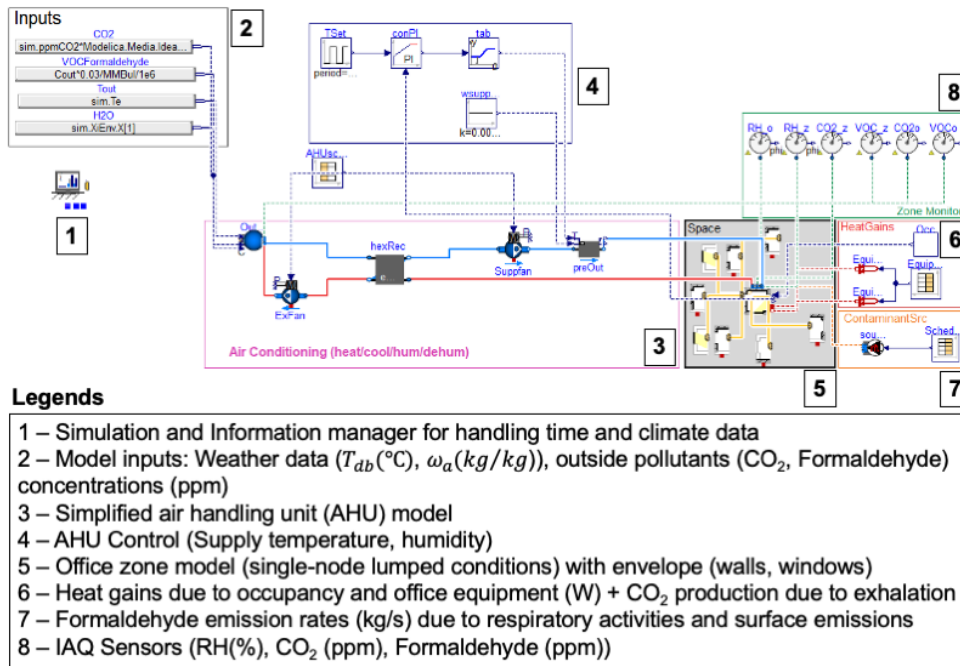 Inputs
2
CO2
sim.ppmCO2*Modelica.Media.Idea...
VOCFormaldehyde
Cout*0.03/MMBul/1e6
Tout
sim.Te
H2O
sim.XiEnv.X[1]
1
TSet
period=...
conPI
PI
tab
wsupp...
k=0.00...
4
AHUsc...
8
RH_o
RH_z
CO2_z
VOC_z
CO2o
VOCo
phi
phi
Zone Monitor
Out
C
hexRec
ExFan
Suppfan
preOut
Air Conditioning (heat/cool/hum/dehum)
3
Space
5
HeatGains
Occ
6
Equi...
Equip...
Equi...
ContaminantSrc
sou...
Sched...
7
Legends
1 – Simulation and Information manager for handling time and climate data
2 – Model inputs: Weather data (T_db(°C), ω_a(kg/kg)), outside pollutants (CO₂, Formaldehyde)
concentrations (ppm)
3 – Simplified air handling unit (AHU) model
4 – AHU Control (Supply temperature, humidity)
5 – Office zone model (single-node lumped conditions) with envelope (walls, windows)
6 – Heat gains due to occupancy and office equipment (W) + CO₂ production due to exhalation
7 – Formaldehyde emission rates (kg/s) due to respiratory activities and surface emissions
8 – IAQ Sensors (RH(%), CO₂ (ppm), Formaldehyde (ppm))